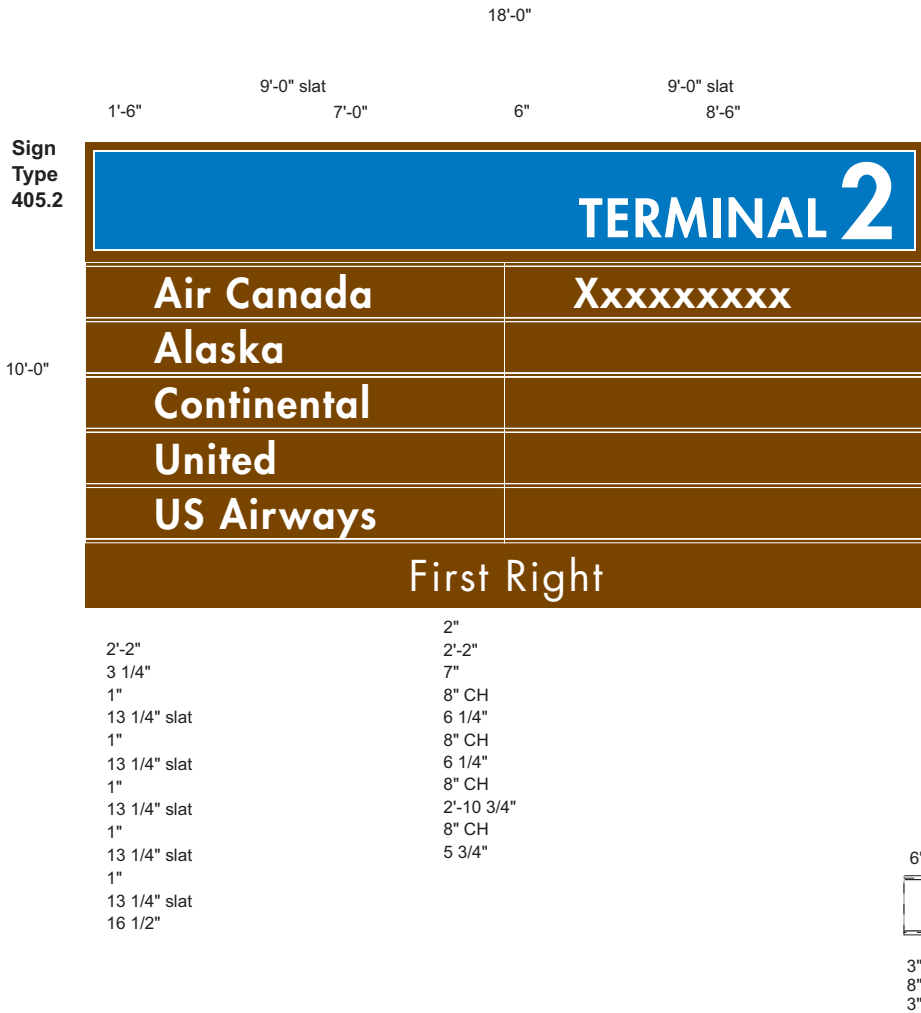 18'-0"
9'-0" slat 9'-0" slat
1'-6" 7'-0" 6" 8'-6"
Sign
Type
405.2
TERMINAL 2
Air Canada Xxxxxxxxx
Alaska
10'-0"
Continental
United
US Airways
First Right
2'-2"
3 1/4"
1"
13 1/4" slat
1"
13 1/4" slat
1"
13 1/4" slat
1"
13 1/4" slat
1"
13 1/4" slat
16 1/2"
2"
2'-2"
7"
8" CH
6 1/4"
8" CH
6 1/4"
8" CH
2'-10 3/4"
8" CH
5 3/4"
6"
3"
8"
3"